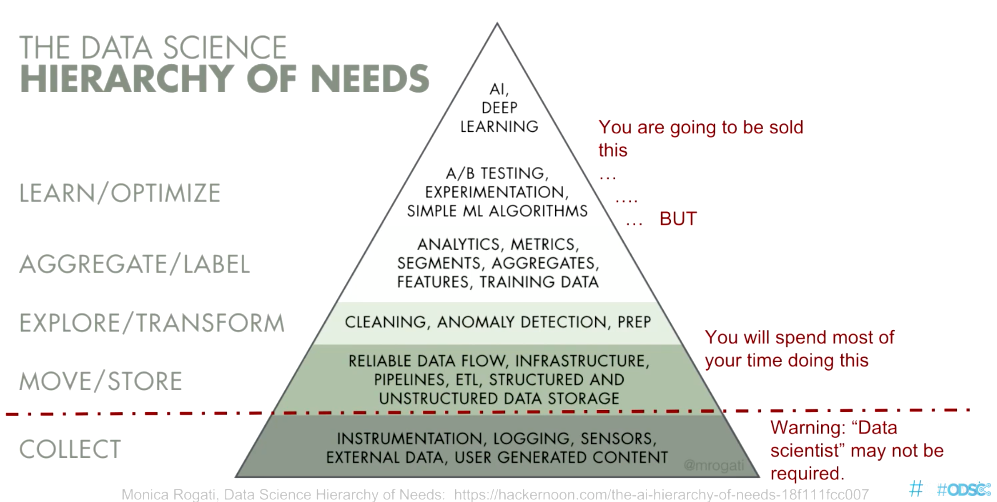 THE DATA SCIENCE
HIERARCHY OF NEEDS
AI,
DEEP
LEARNING
You are going to be sold
this
...
....
... BUT
LEARN/OPTIMIZE
A/B TESTING,
EXPERIMENTATION,
SIMPLE ML ALGORITHMS
AGGREGATE/LABEL
ANALYTICS, METRICS,
SEGMENTS, AGGREGATES,
FEATURES, TRAINING DATA
EXPLORE/TRANSFORM
CLEANING, ANOMALY DETECTION, PREP
You will spend most of
your time doing this
MOVE/STORE
RELIABLE DATA FLOW, INFRASTRUCTURE,
PIPELINES, ETL, STRUCTURED AND
UNSTRUCTURED DATA STORAGE
COLLECT
INSTRUMENTATION, LOGGING, SENSORS,
EXTERNAL DATA, USER GENERATED CONTENT
@mrogati
Warning: “Data
scientist” may not be
required.
Monica Rogati, Data Science Hierarchy of Needs: https://hackernoon.com/the-ai-hierarchy-of-needs-18f111fcc007
# #ODSC